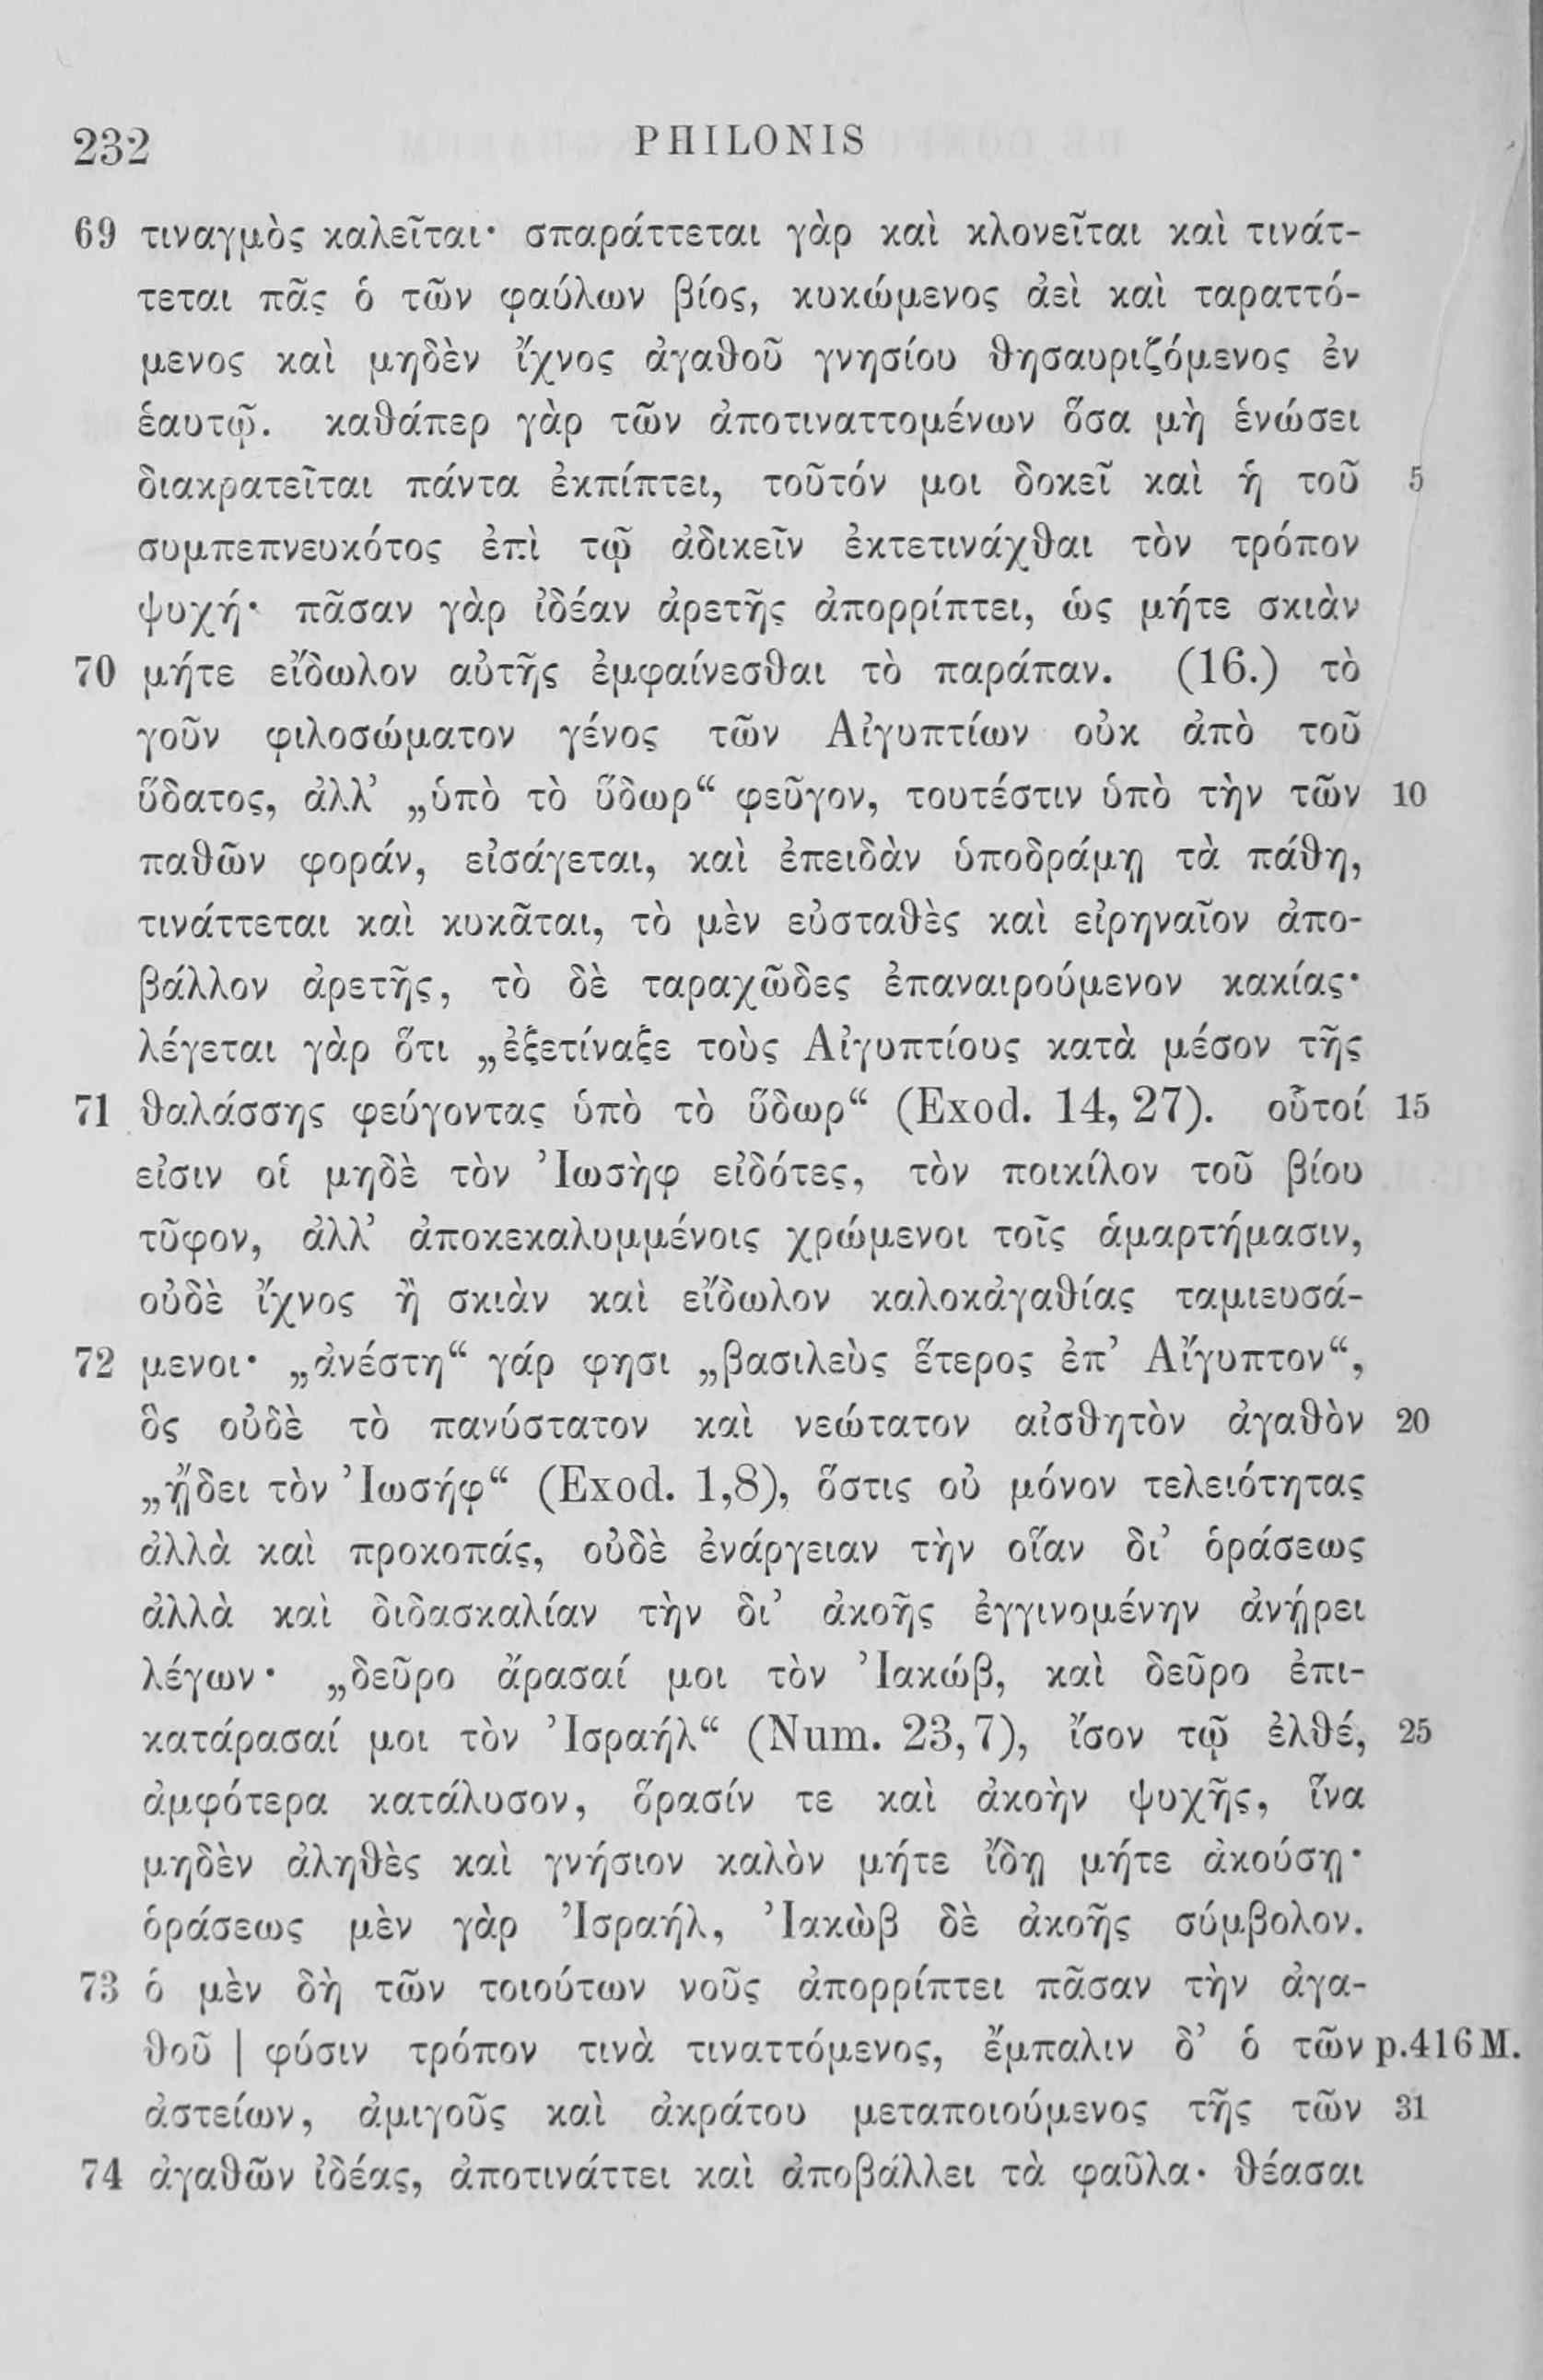 232 PHILONIS
69 τιναγμὸς καλεῖται· σπαράττεται γὰρ καὶ κλονεῖται καὶ τινάτ-
τεται πᾶς ὁ τῶν φαύλων βίος, κυκώμενος ἀεὶ καὶ ταραττό-
μενος καὶ μηδὲν ἴχνος ἀγαθοῦ γνησίου θησαυριζόμενος ἐν
ἑαυτῷ. καθάπερ γὰρ τῶν ἀποτιναττομένων ὅσα μὴ ἑνώσει
διακρατεῖται πάντα ἐκπίπτει, τοῦτόν μοι δοκεῖ καὶ ἡ τοῦ 5
συμπεπνευκότος ἐπὶ τῷ ἀδικεῖν ἐκτετινάχθαι τὸν τρόπον
ψυχή· πᾶσαν γὰρ ἰδέαν ἀρετῆς ἀπορρίπτει, ὡς μήτε σκιὰν
70 μήτε εἴδωλον αὐτῆς ἐμφαίνεσθαι τὸ παράπαν. (16.) τὸ
γοῦν φιλοσώματον γένος τῶν Αἰγυπτίων οὐκ ἀπὸ τοῦ
ὕδατος, ἀλλ’ „ὑπὸ τὸ ὕδωρ“ φεῦγον, τουτέστιν ὑπὸ τὴν τῶν 10
παθῶν φοράν, εἰσάγεται, καὶ ἐπειδὰν ὑποδράμῃ τὰ πάθη,
τινάττεται καὶ κυκᾶται, τὸ μὲν εὐσταθὲς καὶ εἰρηναῖον ἀπο-
βάλλον ἀρετῆς, τὸ δὲ ταραχῶδες ἐπαναιρούμενον κακίας·
λέγεται γὰρ ὅτι „ἐξετίναξε τοὺς Αἰγυπτίους κατὰ μέσον τῆς
71 θαλάσσης φεύγοντας ὑπὸ τὸ ὕδωρ“ (Exod. 14, 27). οὗτοί 15
εἰσιν οἱ μηδὲ τὸν Ἰωσὴφ εἰδότες, τὸν ποικίλον τοῦ βίου
τῦφον, ἀλλ’ ἀποκεκαλυμμένοις χρώμενοι τοῖς ἁμαρτήμασιν,
οὐδὲ ἴχνος ἢ σκιὰν καὶ εἴδωλον καλοκἀγαθίας ταμιευσά-
72 μενοι· „ἀνέστη“ γάρ φησι „βασιλεὺς ἕτερος ἐπ’ Αἴγυπτον“,
ὃς οὐδὲ τὸ πανύστατον καὶ νεώτατον αἰσθητὸν ἀγαθὸν 20
„ᾔδει τὸν Ἰωσήφ“ (Exod. 1,8), ὅστις οὐ μόνον τελειότητας
ἀλλὰ καὶ προκοπάς, οὐδὲ ἐνάργειαν τὴν οἵαν δι’ ὁράσεως
ἀλλὰ καὶ διδασκαλίαν τὴν δι’ ἀκοῆς ἐγγινομένην ἀνῄρει
λέγων· „δεῦρο ἄρασαί μοι τὸν Ἰακώβ, καὶ δεῦρο ἐπι-
κατάρασαί μοι τὸν Ἰσραήλ“ (Num. 23,7), ἴσον τῷ ἐλθέ, 25
ἀμφότερα κατάλυσον, ὅρασίν τε καὶ ἀκοὴν ψυχῆς, ἵνα
μηδὲν ἀληθὲς καὶ γνήσιον καλὸν μήτε ἴδῃ μήτε ἀκούσῃ·
ὁράσεως μὲν γὰρ Ἰσραήλ, Ἰακὼβ δὲ ἀκοῆς σύμβολον.
73 ὁ μὲν δὴ τῶν τοιούτων νοῦς ἀπορρίπτει πᾶσαν τὴν ἀγα-
θοῦ | φύσιν τρόπον τινὰ τιναττόμενος, ἔμπαλιν δ’ ὁ τῶν p.416 M.
ἀστείων, ἀμιγοῦς καὶ ἀκράτου μεταποιούμενος τῆς τῶν 31
74 ἀγαθῶν ἰδέας, ἀποτινάττει καὶ ἀποβάλλει τὰ φαῦλα· θέασαι